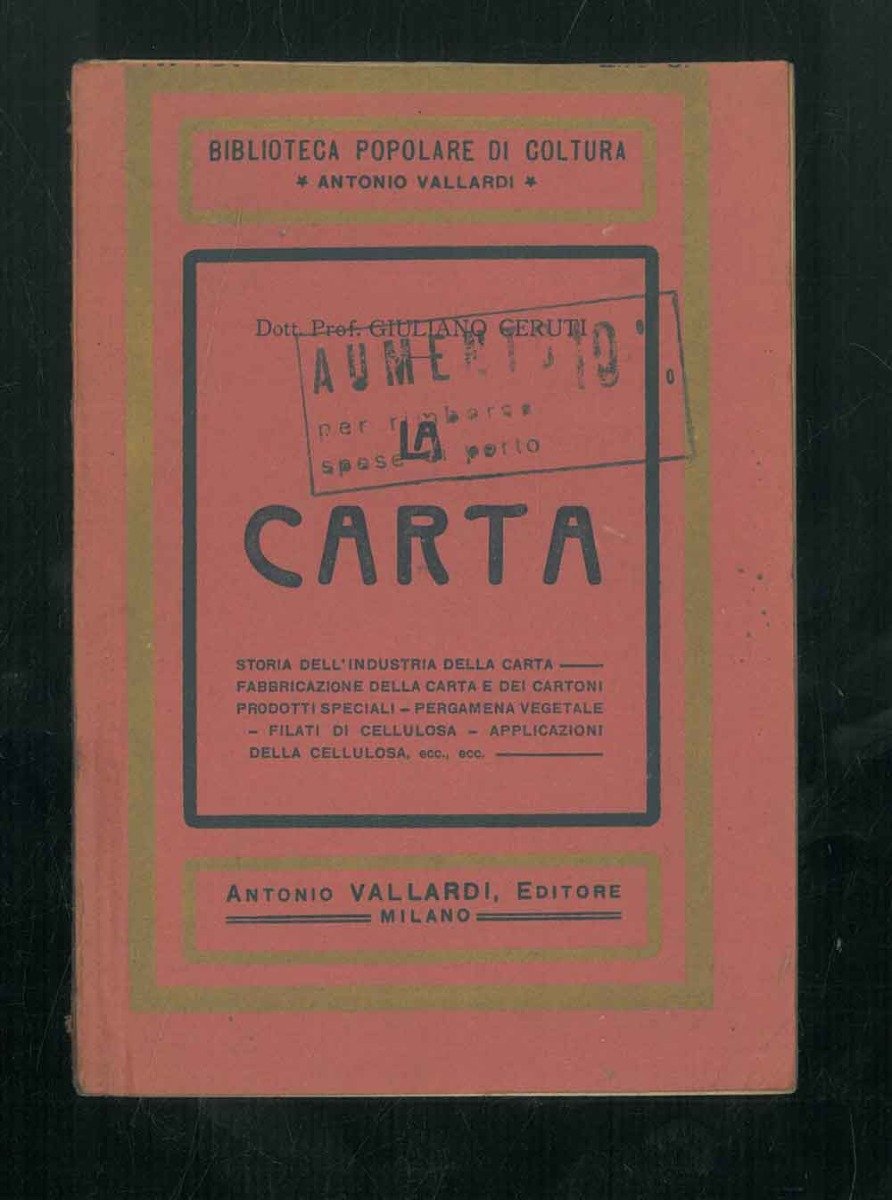 BIBLIOTECA POPOLARE DI COLTURA
* ANTONIO VALLARDI *
Dott. Prof. GIULIANO CERUTI
AUMENTO 10 %
per rimborso
spese di porto
LA
CARTA
STORIA DELL'INDUSTRIA DELLA CARTA
FABBRICAZIONE DELLA CARTA E DEI CARTONI
PRODOTTI SPECIALI – PERGAMENA VEGETALE
– FILATI DI CELLULOSA – APPLICAZIONI
DELLA CELLULOSA, ecc., ecc.
ANTONIO VALLARDI, EDITORE
MILANO